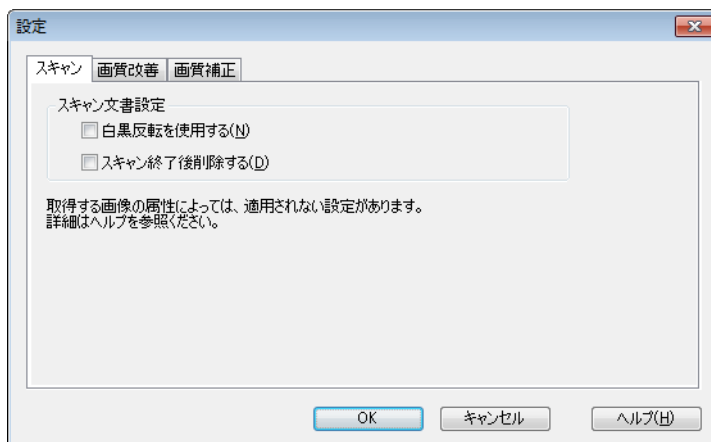 設定
スキャン 画質改善 画質補正
スキャン文書設定
白黒反転を使用する(N)
スキャン終了後削除する(D)
取得する画像の属性によっては、適用されない設定があります。
詳細はヘルプを参照ください。
OK キャンセル ヘルプ(H)